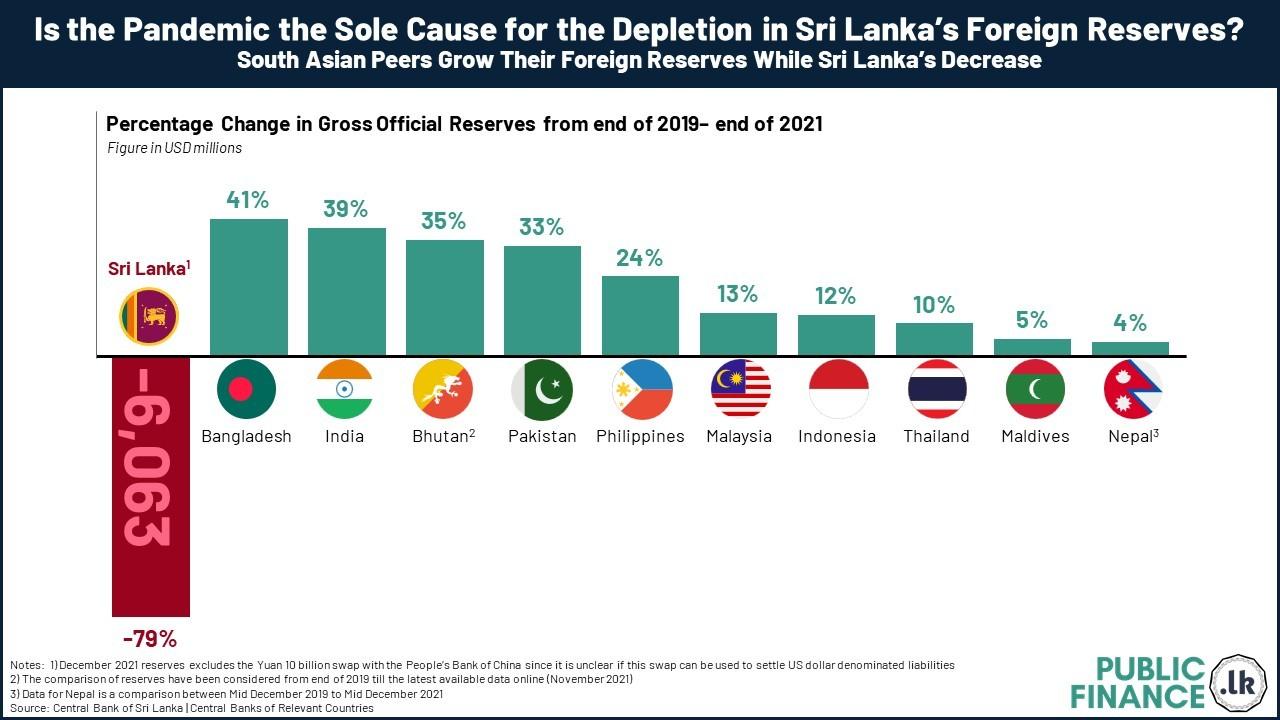 Is the Pandemic the Sole Cause for the Depletion in Sri Lanka's Foreign Reserves?
South Asian Peers Grow Their Foreign Reserves While Sri Lanka's Decrease
Percentage Change in Gross Official Reserves from end of 2019– end of 2021
Figure in USD millions
41%
39%
35%
33%
24%
13%
12%
10%
5%
4%
Sri Lanka¹
-6,063
-79%
Bangladesh
India
Bhutan²
Pakistan
Philippines
Malaysia
Indonesia
Thailand
Maldives
Nepal³
Notes: 1) December 2021 reserves excludes the Yuan 10 billion swap with the People's Bank of China since it is unclear if this swap can be used to settle US dollar denominated liabilities
2) The comparison of reserves have been considered from end of 2019 till the latest available data online (November 2021)
3) Data for Nepal is a comparison between Mid December 2019 to Mid December 2021
Source: Central Bank of Sri Lanka | Central Banks of Relevant Countries
PUBLIC
FINANCE
.lk